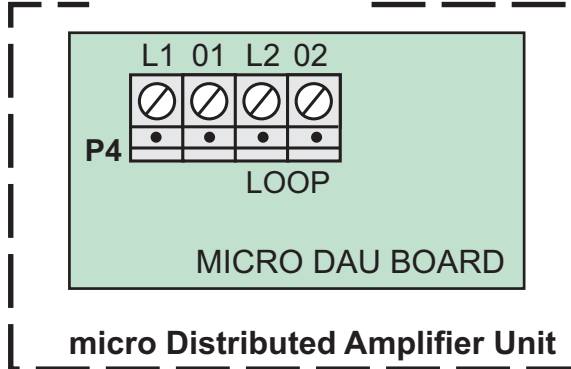 L1 01 L2 02
P4
LOOP
MICRO DAU BOARD
micro Distributed Amplifier Unit